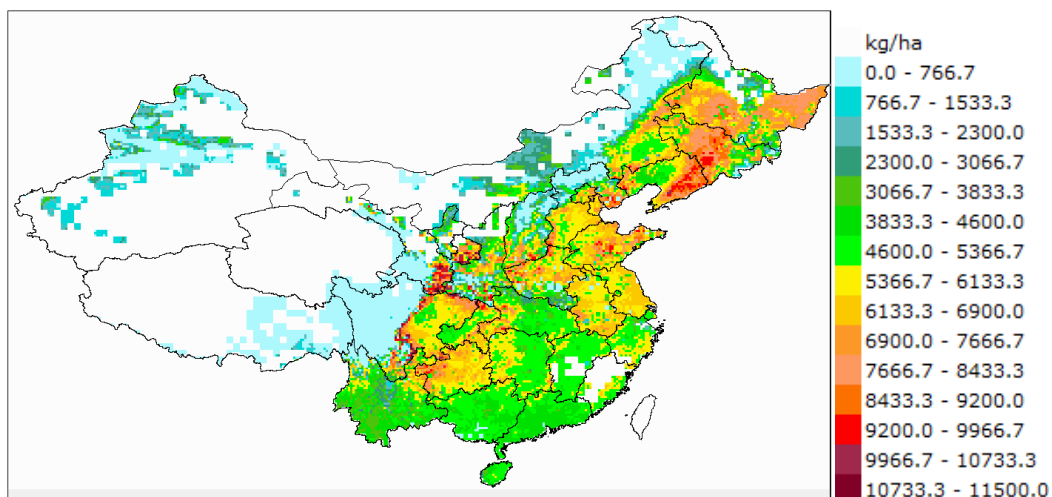 kg/ha
0.0 - 766.7
766.7 - 1533.3
1533.3 - 2300.0
2300.0 - 3066.7
3066.7 - 3833.3
3833.3 - 4600.0
4600.0 - 5366.7
5366.7 - 6133.3
6133.3 - 6900.0
6900.0 - 7666.7
7666.7 - 8433.3
8433.3 - 9200.0
9200.0 - 9966.7
9966.7 - 10733.3
10733.3 - 11500.0